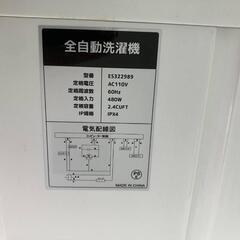 全自動洗濯機
型番 ES322989
定格電圧 AC110V
定格周波数 60Hz
定格入力 480W
定格容量 2.4CUFT
IP規格 IPX4
電気配線図
MADE IN CHINA